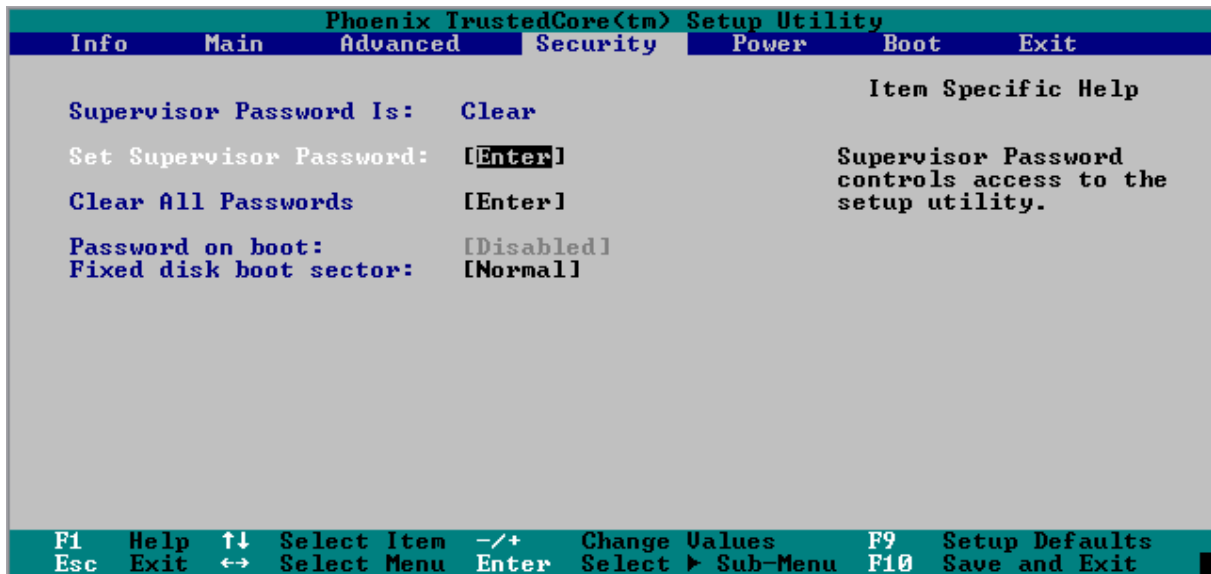 Phoenix TrustedCore(tm) Setup Utility
Info Main Advanced Security Power Boot Exit
Item Specific Help
Supervisor Password Is: Clear
Set Supervisor Password: [Enter]
Supervisor Password
controls access to the
setup utility.
Clear All Passwords [Enter]
Password on boot: [Disabled]
Fixed disk boot sector: [Normal]
F1 Help ↑↓ Select Item -/+ Change Values F9 Setup Defaults
Esc Exit ↔ Select Menu Enter Select ▶ Sub-Menu F10 Save and Exit